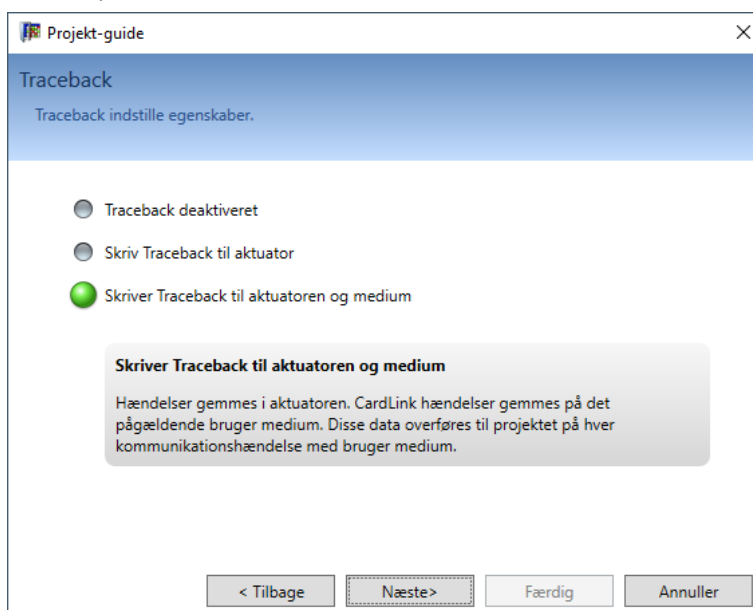 Projekt-guide
Traceback
Traceback indstille egenskaber.
Traceback deaktiveret
Skriv Traceback til aktuator
Skriver Traceback til aktuatoren og medium
Skriver Traceback til aktuatoren og medium
Hændelser gemmes i aktuatoren. CardLink hændelser gemmes på det
pågældende bruger medium. Disse data overføres til projektet på hver
kommunikationshændelse med bruger medium.
< Tilbage
Næste>
Færdig
Annuller